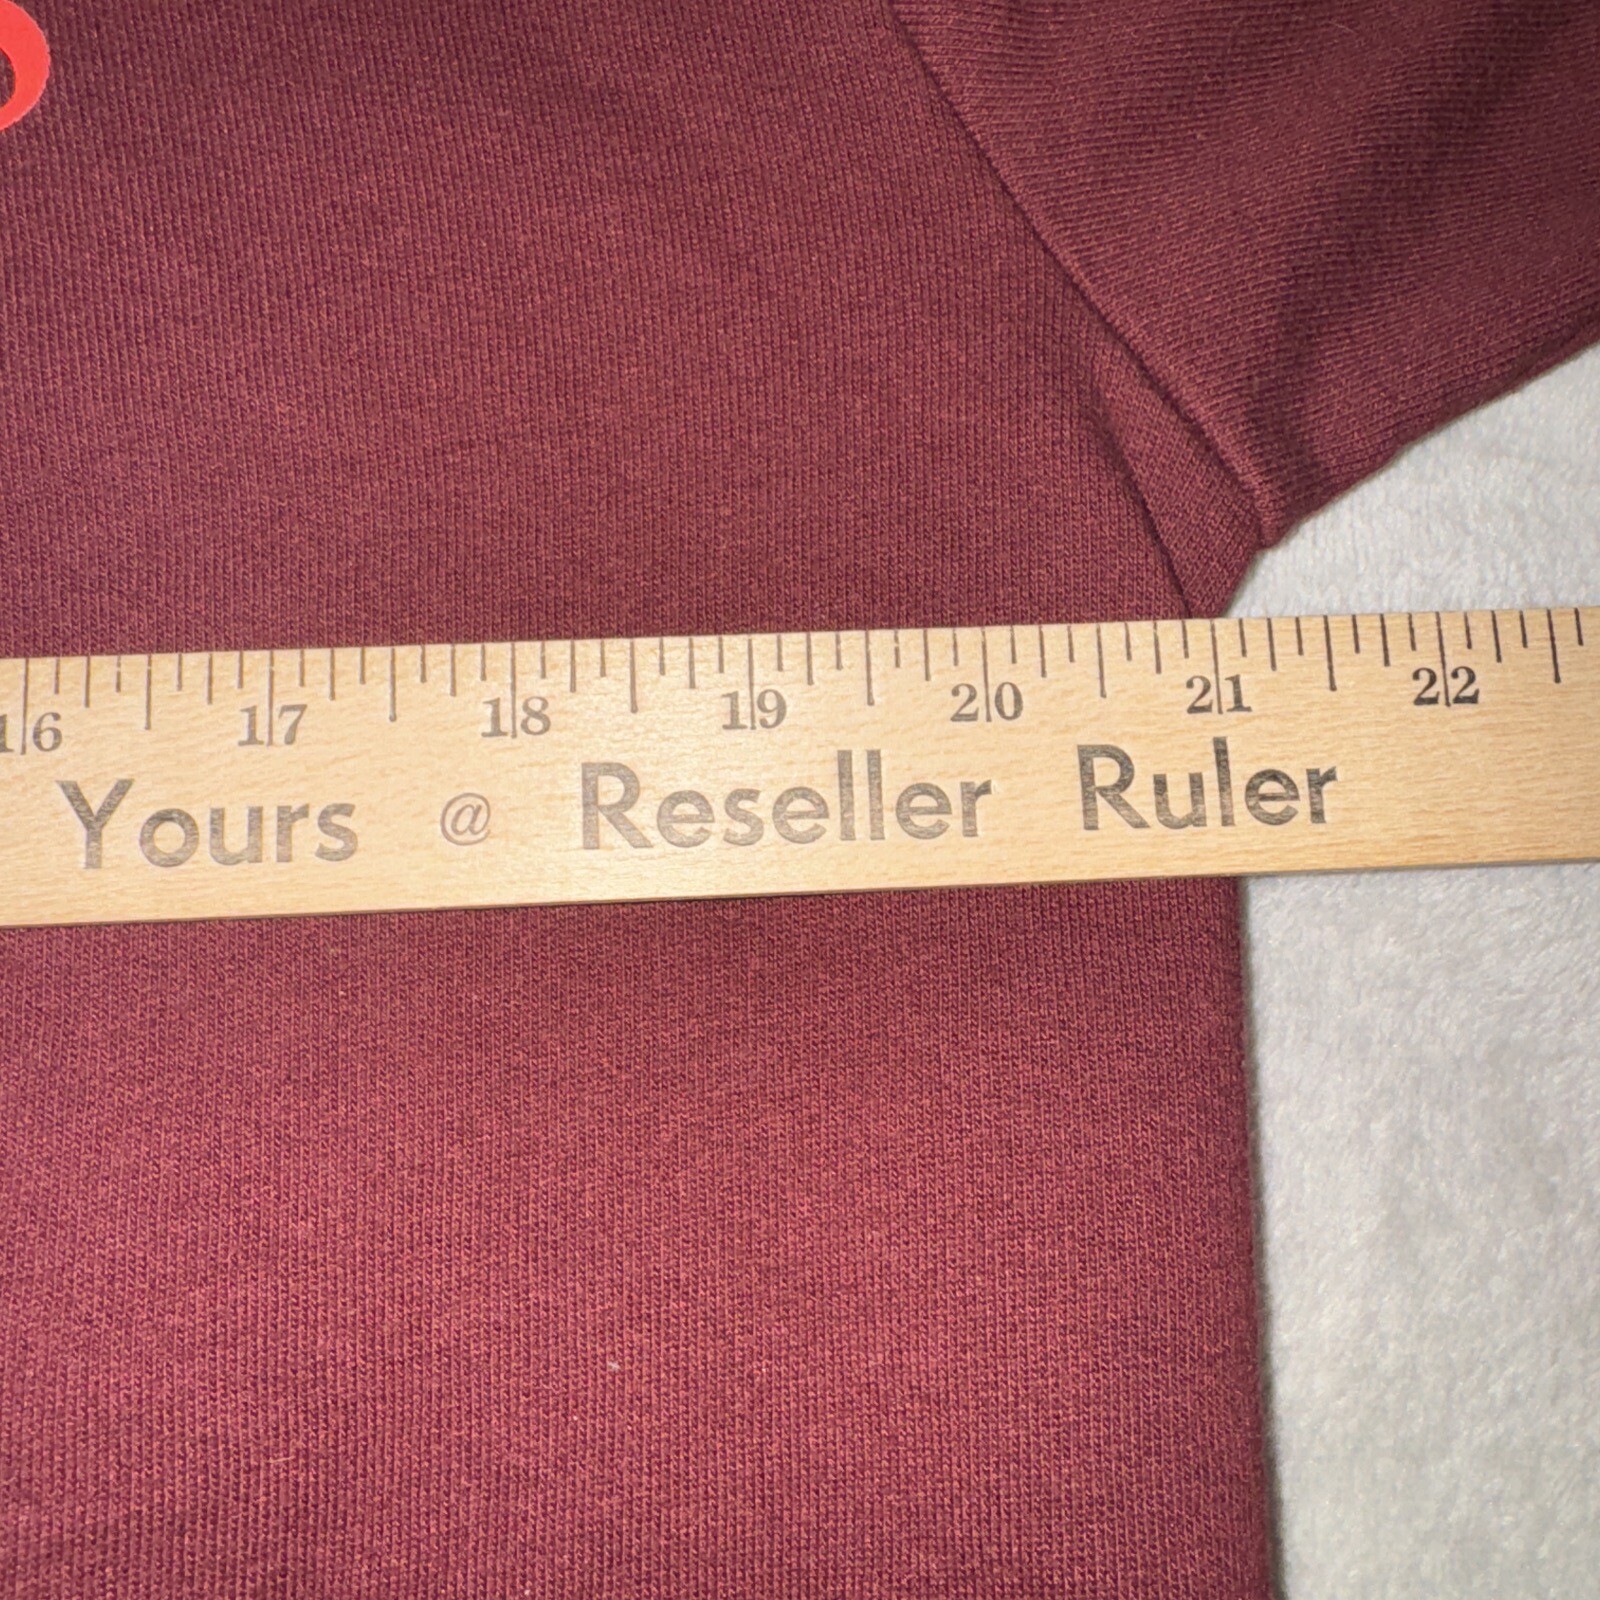 16 17 18 19 20 21 22
Yours @ Reseller Ruler